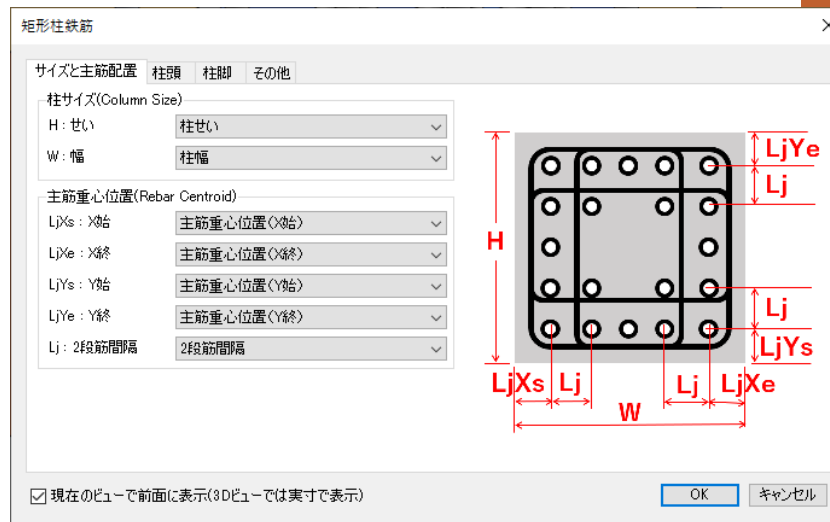 矩形柱鉄筋
サイズと主筋配置 柱頭 柱脚 その他
柱サイズ(Column Size)
H : せい 柱せい
W : 幅 柱幅
主筋重心位置(Rebar Centroid)
LjXs : X始 主筋重心位置(X始)
LjXe : X終 主筋重心位置(X終)
LjYs : Y始 主筋重心位置(Y始)
LjYe : Y終 主筋重心位置(Y終)
Lj : 2段筋間隔 2段筋間隔
LjYe
Lj
H
Lj
LjYs
LjXs Lj Lj LjXe
W
現在のビューで前面に表示(3Dビューでは実寸で表示)
OK キャンセル